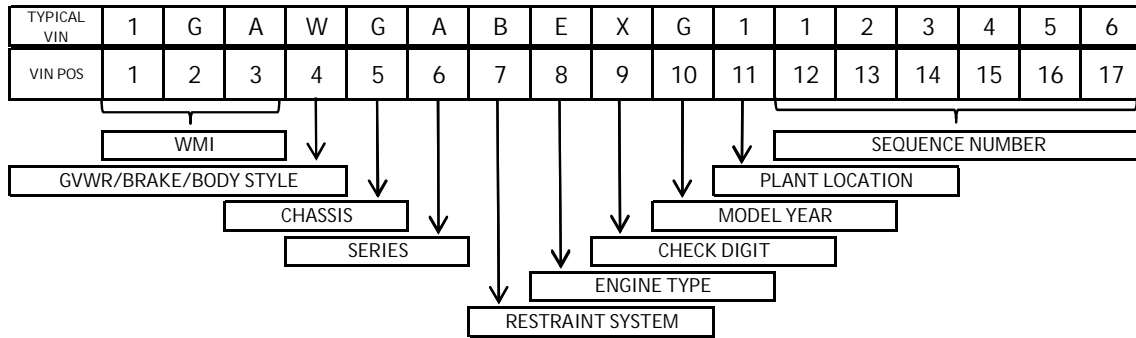 TYPICAL VIN 1 G A W G A B E X G 1 1 2 3 4 5 6
VIN POS 1 2 3 4 5 6 7 8 9 10 11 12 13 14 15 16 17
WMI SEQUENCE NUMBER
GVWR/BRAKE/BODY STYLE PLANT LOCATION
CHASSIS MODEL YEAR
SERIES CHECK DIGIT
ENGINE TYPE
RESTRAINT SYSTEM